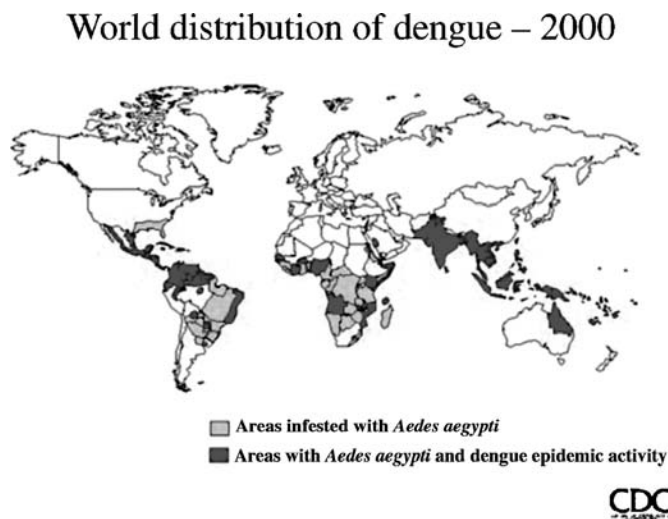 World distribution of dengue – 2000
Areas infested with Aedes aegypti
Areas with Aedes aegypti and dengue epidemic activity
CDC